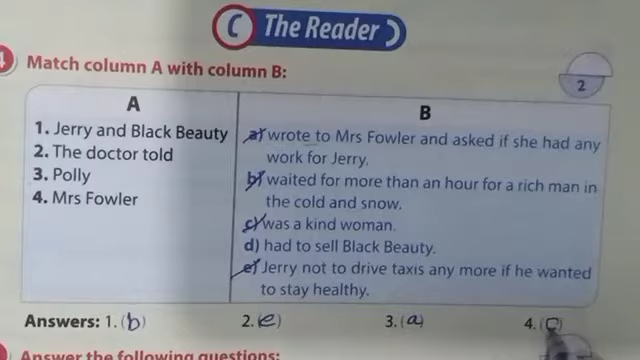 C The Reader
4 Match column A with column B:
2
A
B
1. Jerry and Black Beauty
2. The doctor told
3. Polly
4. Mrs Fowler
a) wrote to Mrs Fowler and asked if she had any
work for Jerry.
b) waited for more than an hour for a rich man in
the cold and snow.
c) was a kind woman.
d) had to sell Black Beauty.
e) Jerry not to drive taxis any more if he wanted
to stay healthy.
Answers: 1. (b) 2. (e) 3. (a) 4. (c)
Answer the following questions: